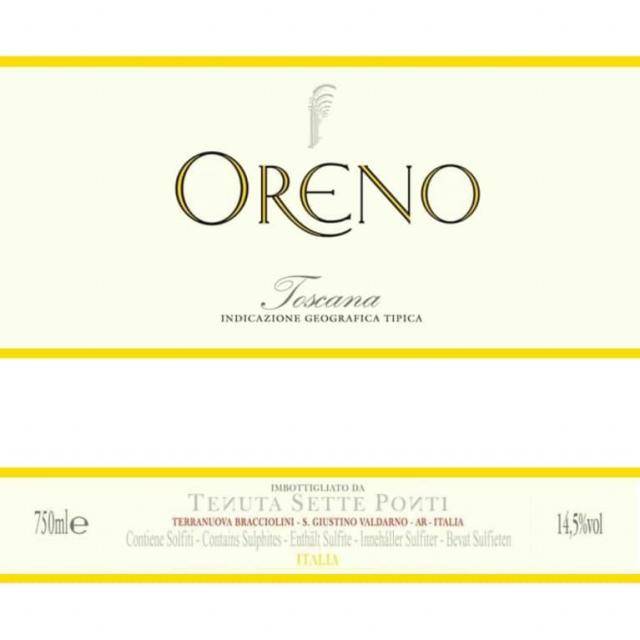 ORENO
Toscana
INDICAZIONE GEOGRAFICA TIPICA
IMBOTTIGLIATO DA
TENUTA SETTE PONTI
750ml e
TERRANUOVA BRACCIOLINI - S. GIUSTINO VALDARNO - AR - ITALIA
14,5%vol
Contiene Solfiti - Contains Sulphites - Enthält Sulfite - Innehåller Sulfiter - Bevat Sulfieten
ITALIA